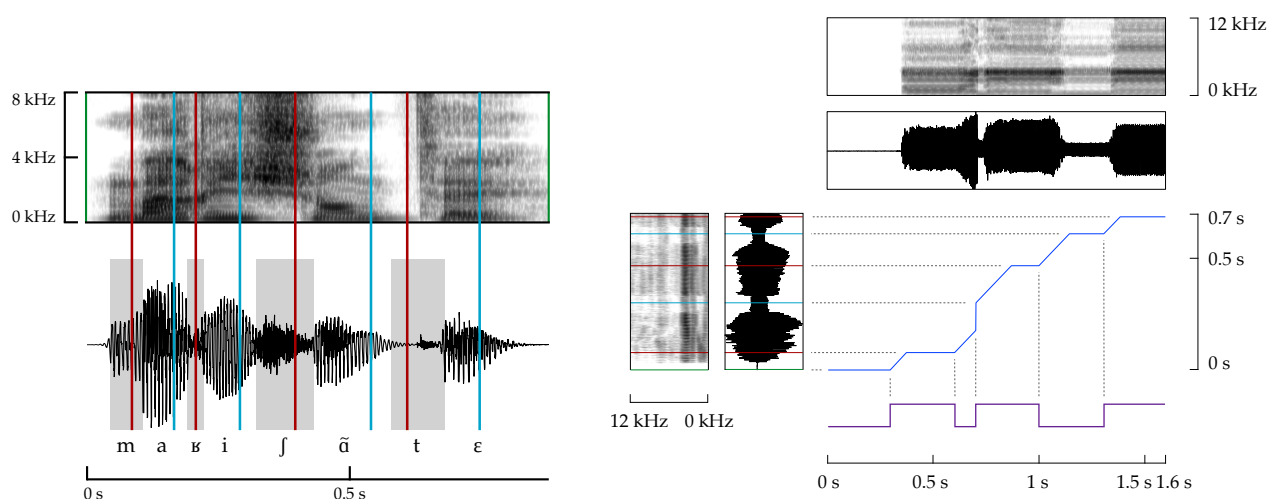 8 kHz
4 kHz
0 kHz
m a ʁ i ʃ ɑ̃ t ɛ
0 s 0.5 s
12 kHz
0 kHz
0.7 s
0.5 s
0 s
12 kHz 0 kHz
0 s 0.5 s 1 s 1.5 s 1.6 s